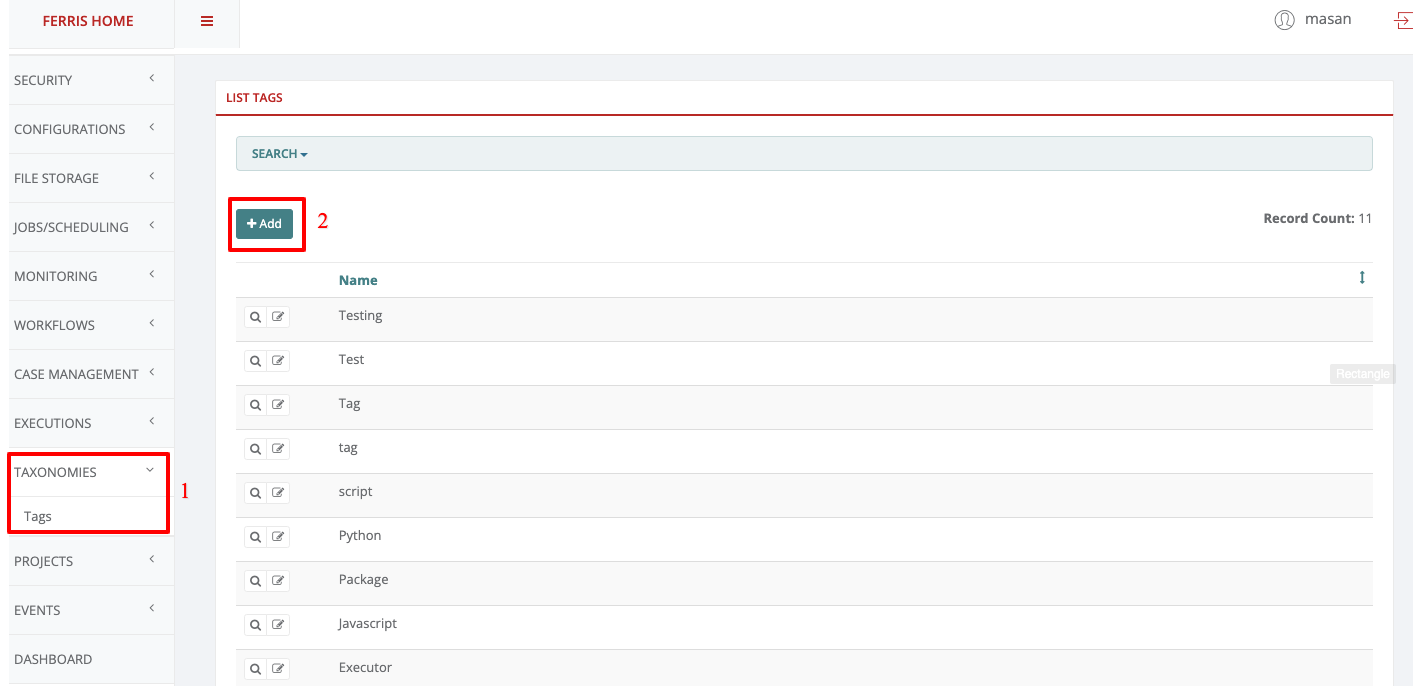 FERRIS HOME
masan
SECURITY
CONFIGURATIONS
FILE STORAGE
JOBS/SCHEDULING
MONITORING
WORKFLOWS
CASE MANAGEMENT
EXECUTIONS
TAXONOMIES
1
Tags
PROJECTS
EVENTS
DASHBOARD
LIST TAGS
SEARCH
+ Add
2
Record Count: 11
Name
Testing
Test
Rectangle
Tag
tag
script
Python
Package
Javascript
Executor